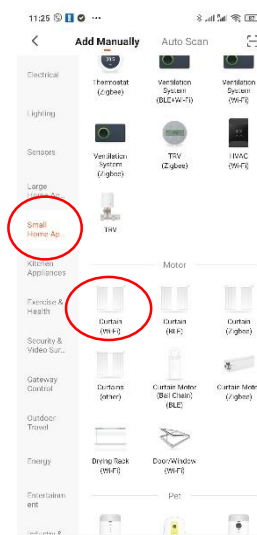 11:25
Add Manually
Auto Scan
Electrical
Lighting
Sensors
Large
Home Ap...
Small
Home Ap...
Kitchen
Appliances
Exercise &
Health
Security &
Video Sur...
Gateway
Control
Outdoor
Travel
Energy
Entertainm
ent
Industry &
Thermostat
(Zigbee)
Ventilation
System
(BLE+Wi-Fi)
Ventilation
System
(Wi-Fi)
Ventilation
System
(Zigbee)
TRV
(Zigbee)
HVAC
(Wi-Fi)
TRV
Motor
Curtain
(Wi-Fi)
Curtain
(BLE)
Curtain
(Zigbee)
Curtains
(other)
Curtain Motor
(Ball Chain)
(BLE)
Curtain Moto
(Zigbee)
Drying Rack
(Wi-Fi)
Door/Window
(Wi-Fi)
Pet